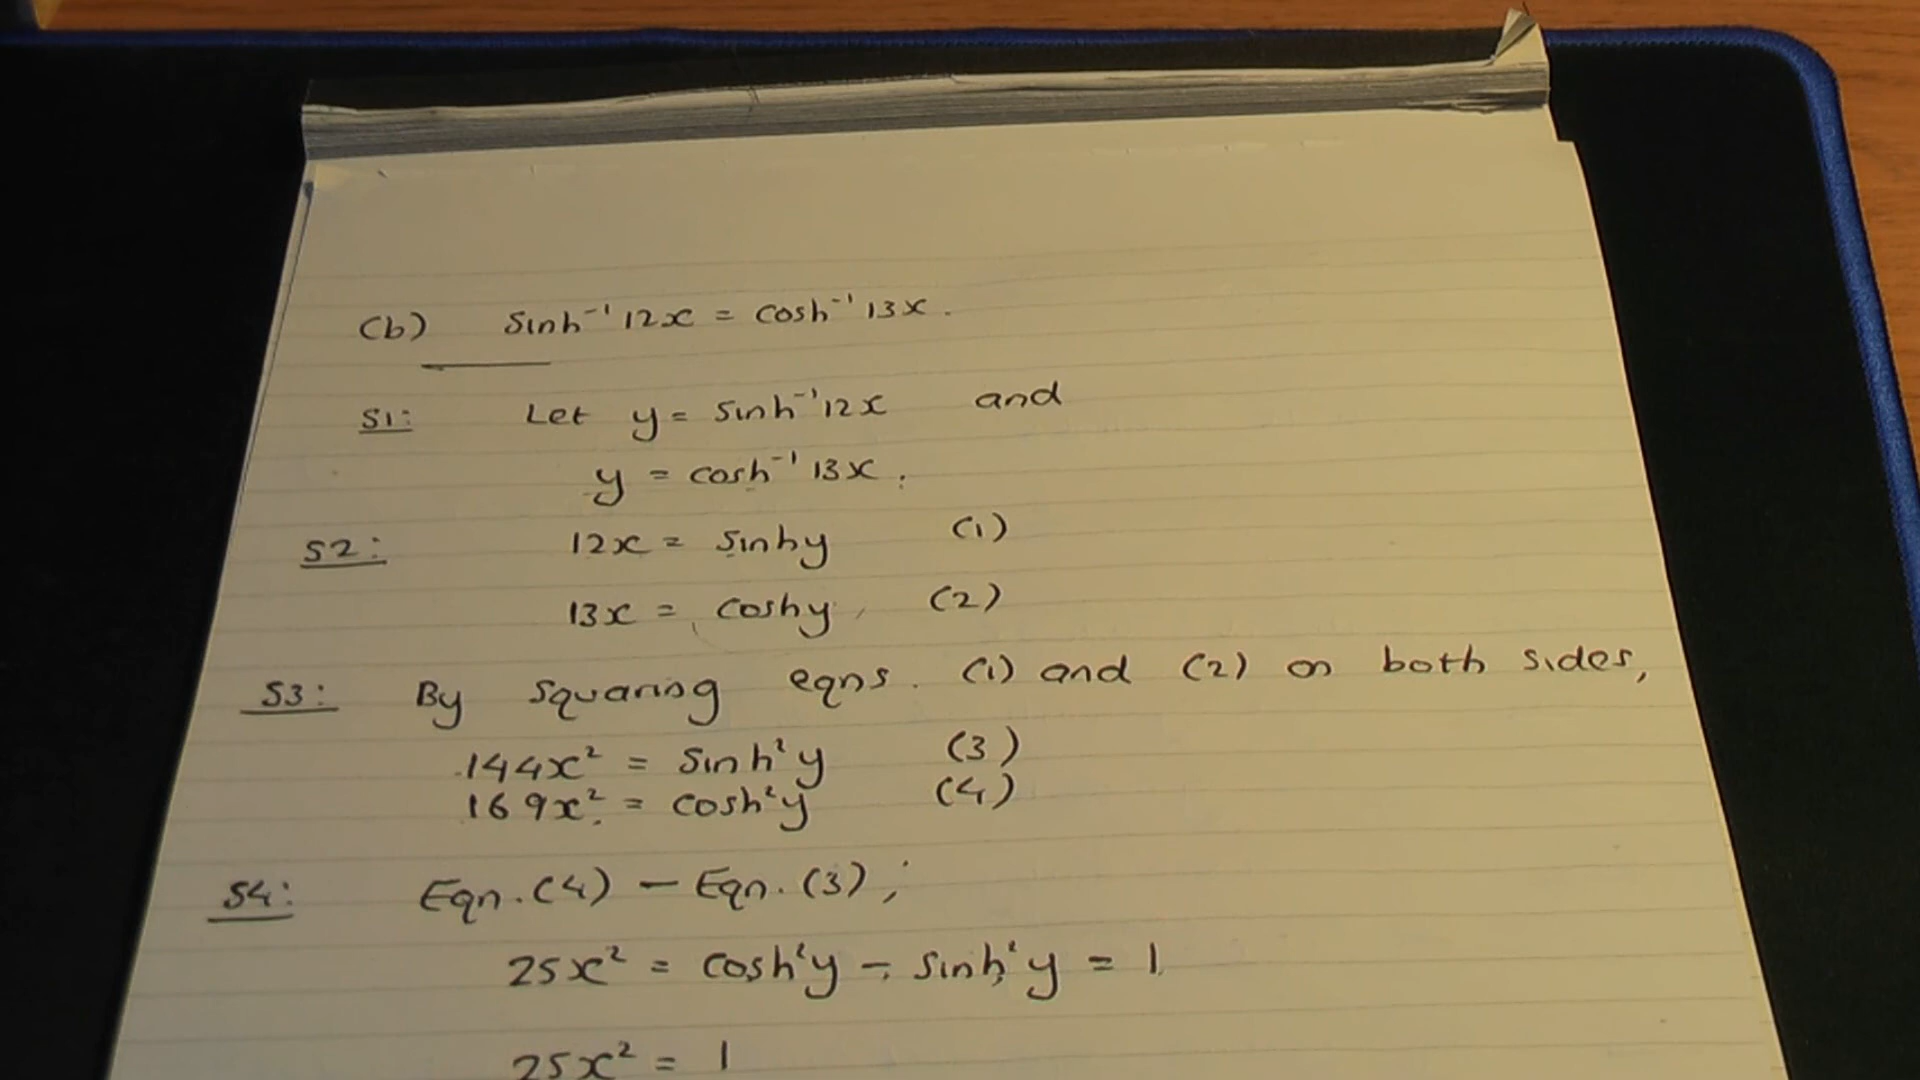 (b) sinh⁻¹ 12x = cosh⁻¹ 13x.
S1: Let y = sinh⁻¹ 12x and
y = cosh⁻¹ 13x.
S2: 12x = sinhy (1)
13x = coshy, (2)
S3: By squaring eqns. (1) and (2) on both sides,
144x² = sinh²y (3)
169x² = cosh²y (4)
S4: Eqn.(4) − Eqn.(3);
25x² = cosh²y − sinh²y = 1
25x² = 1